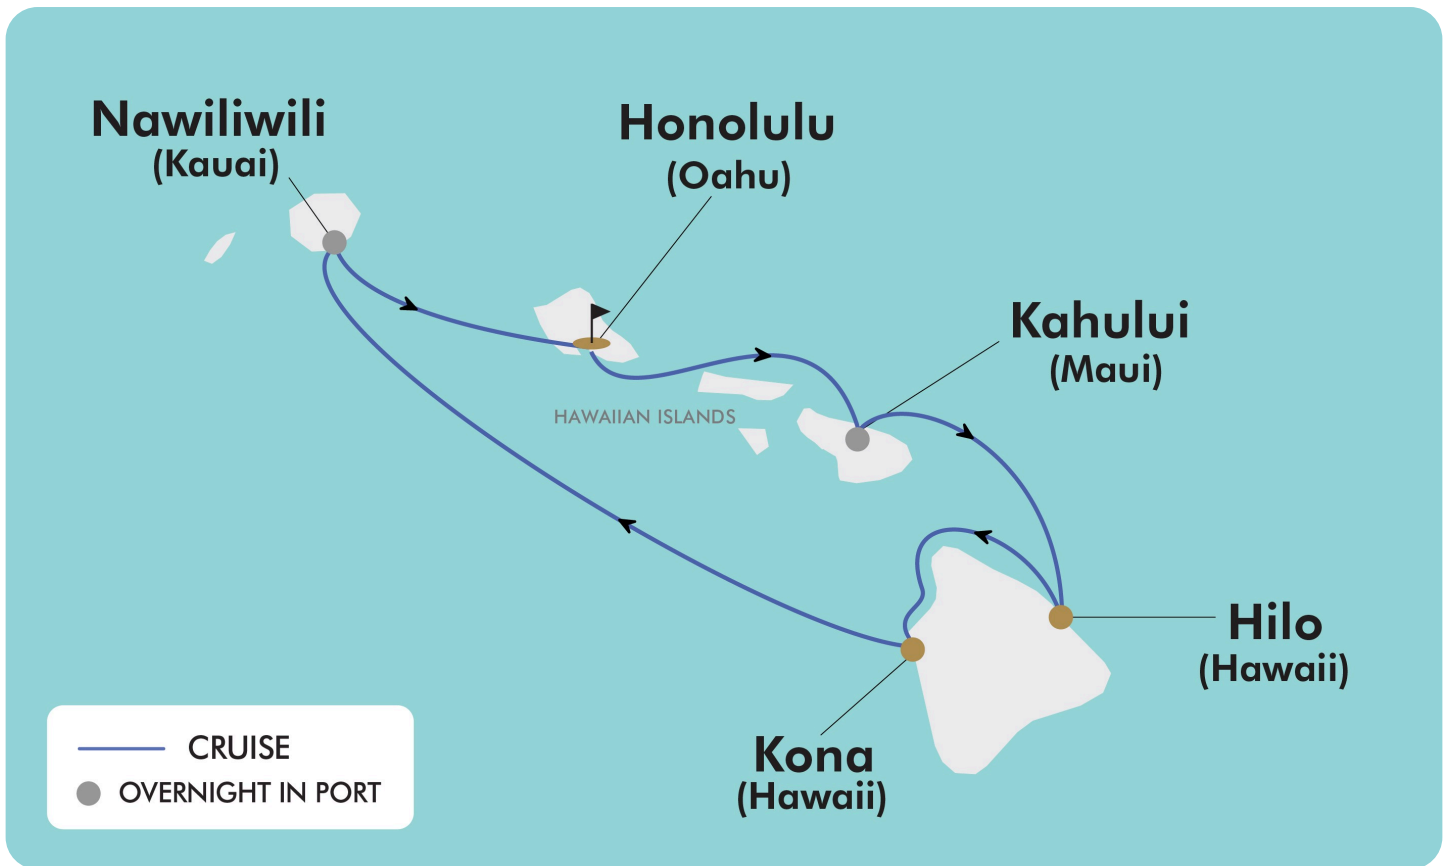 Nawiliwili
(Kauai)
Honolulu
(Oahu)
Kahului
(Maui)
HAWAIIAN ISLANDS
Hilo
(Hawaii)
Kona
(Hawaii)
CRUISE
OVERNIGHT IN PORT